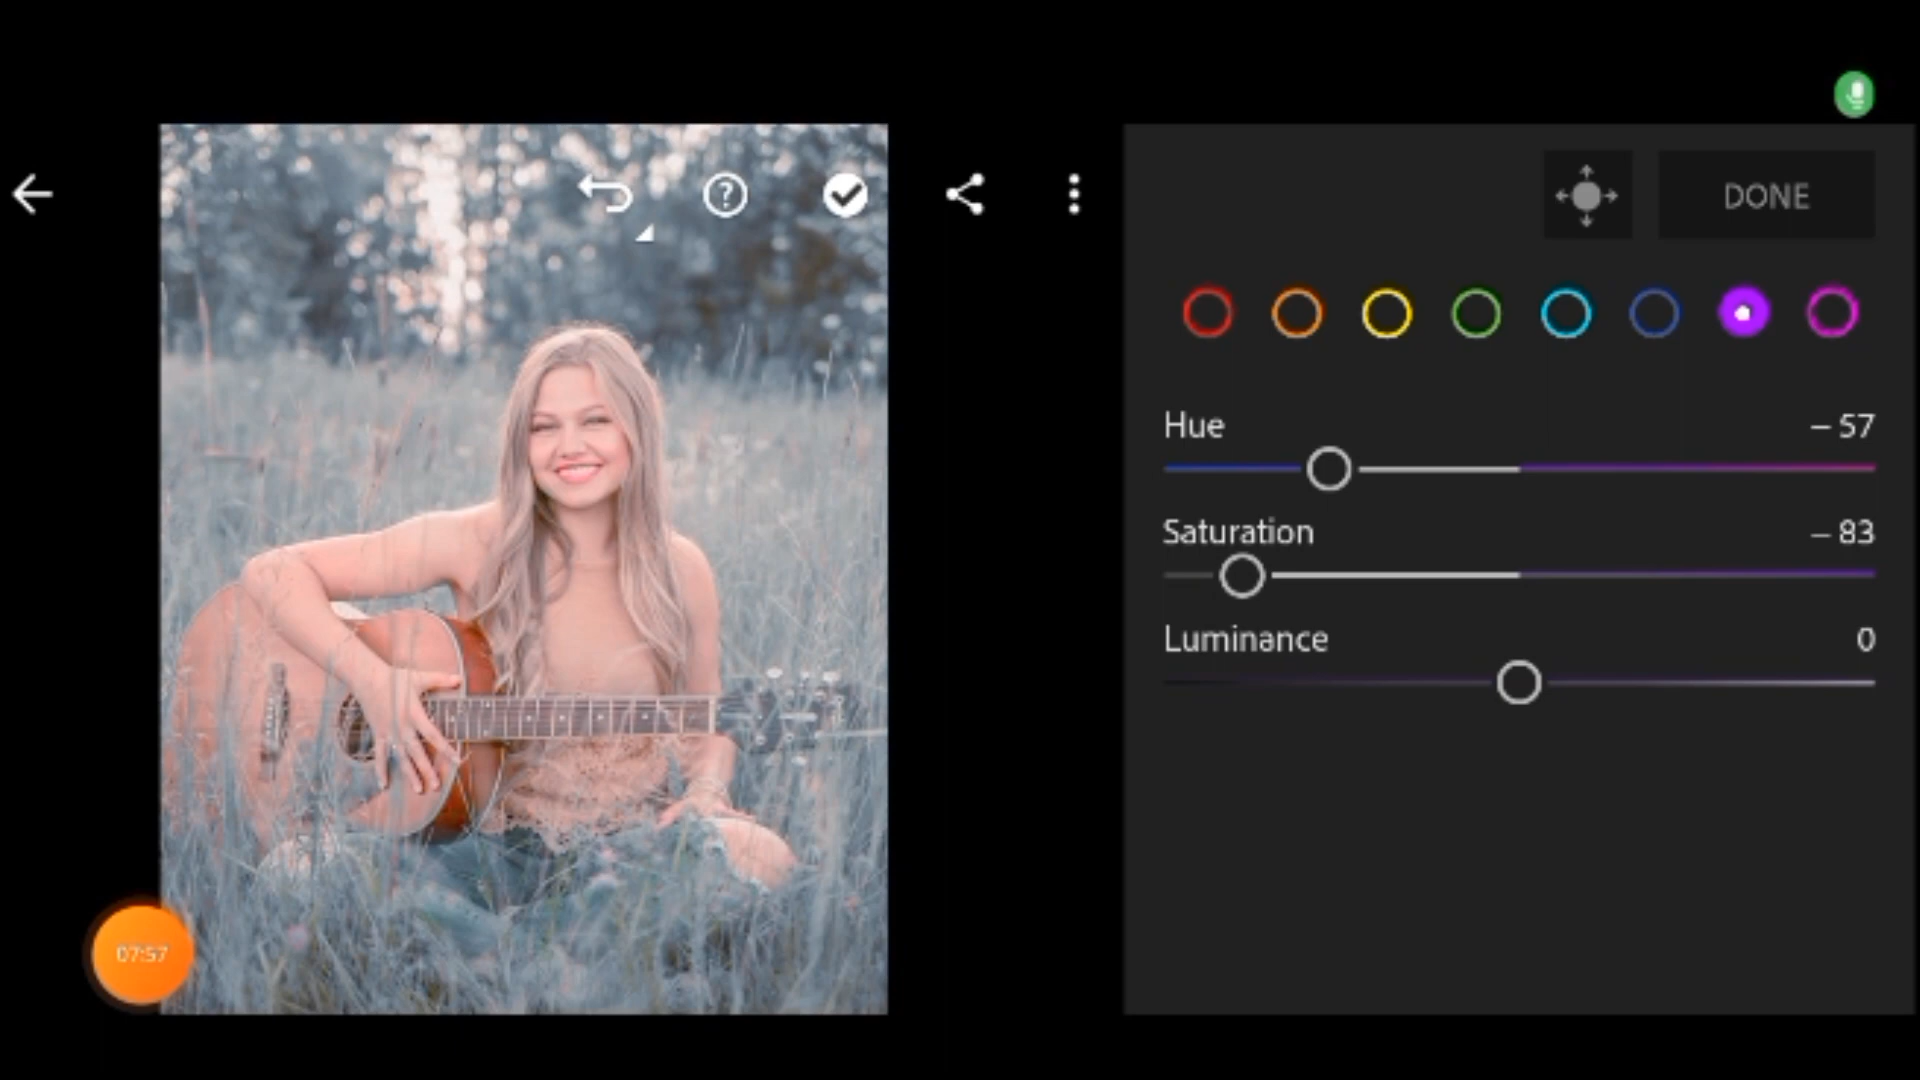 ?
DONE
Hue – 57
Saturation – 83
Luminance 0
07:57